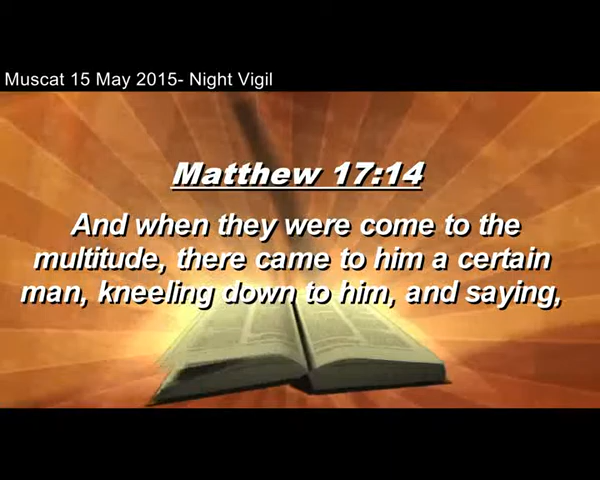 Muscat 15 May 2015- Night Vigil
Matthew 17:14
And when they were come to the
multitude, there came to him a certain
man, kneeling down to him, and saying,